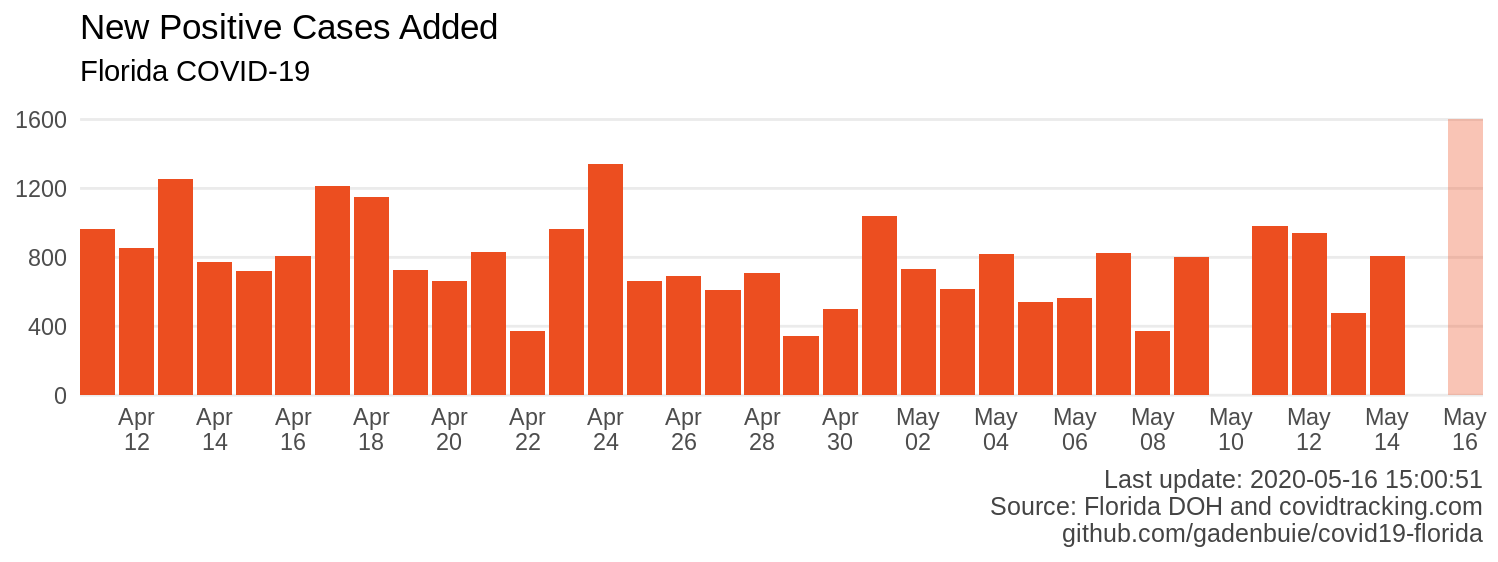 New Positive Cases Added
Florida COVID-19
1600
1200
800
400
0
Apr Apr Apr Apr Apr Apr Apr Apr Apr Apr May May May May May May May May
12 14 16 18 20 22 24 26 28 30 02 04 06 08 10 12 14 16
Last update: 2020-05-16 15:00:51
Source: Florida DOH and covidtracking.com
github.com/gadenbuie/covid19-florida